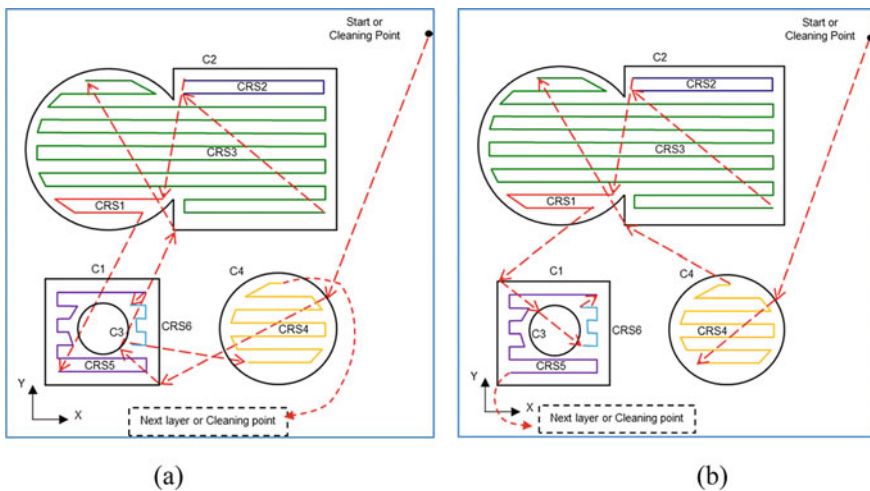 Start or
Cleaning Point
C2
CRS2
CRS3
CRS1
C1
C4
C3
CRS6
CRS4
CRS5
Y
X
Next layer or Cleaning point
(a)
Start or
Cleaning Point
C2
CRS2
CRS3
CRS1
C1
C4
C3
CRS6
CRS4
CRS5
Y
X
Next layer or Cleaning point
(b)